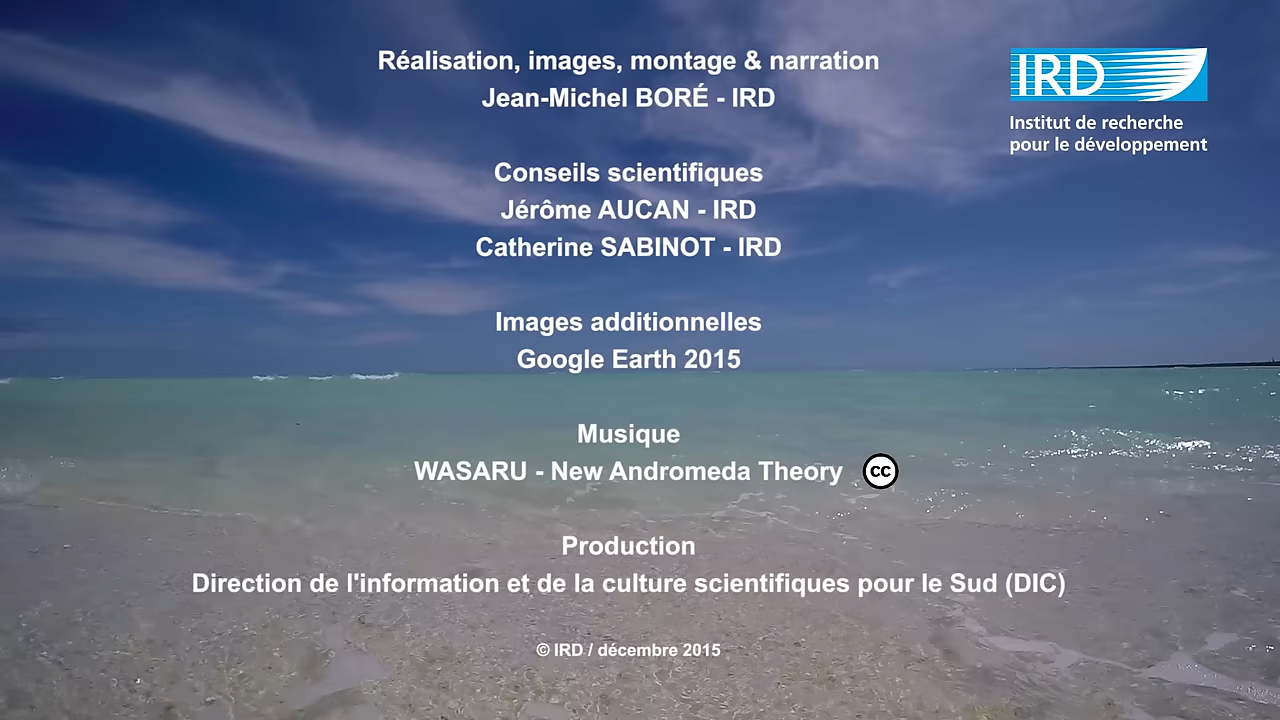 Réalisation, images, montage & narration
Jean-Michel BORÉ - IRD
IRD
Institut de recherche
pour le développement
Conseils scientifiques
Jérôme AUCAN - IRD
Catherine SABINOT - IRD
Images additionnelles
Google Earth 2015
Musique
WASARU - New Andromeda Theory cc
Production
Direction de l'information et de la culture scientifiques pour le Sud (DIC)
© IRD / décembre 2015